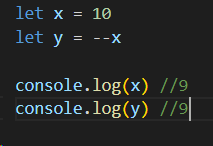 let x = 10
let y = --x
console.log(x) //9
console.log(y) //9